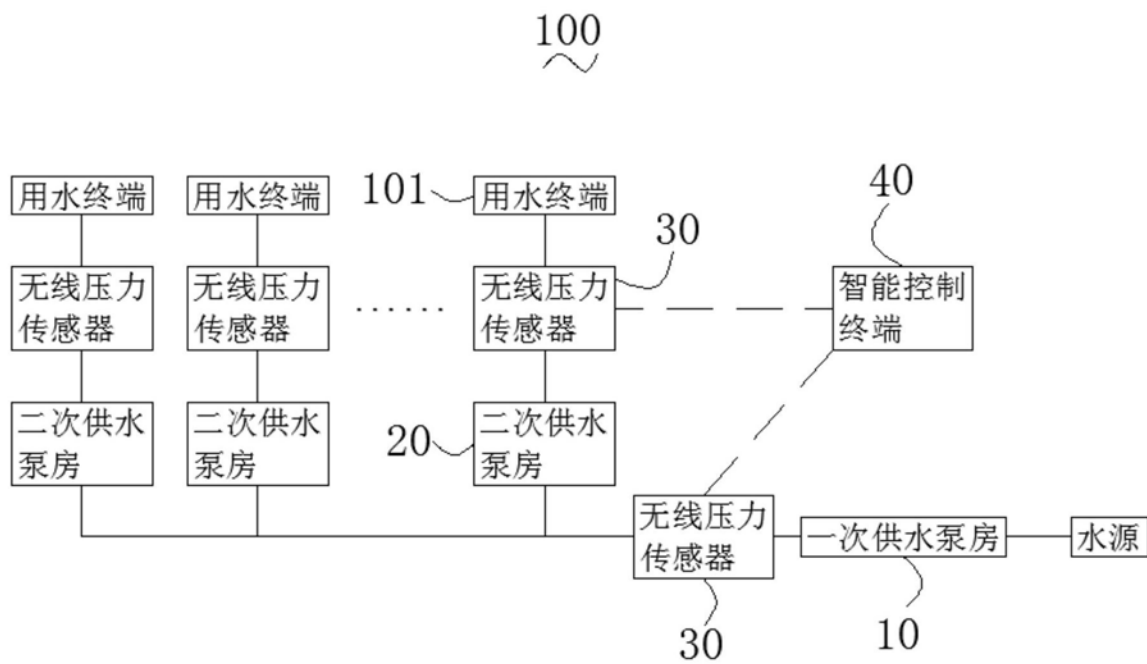 100
用水终端
用水终端
101
用水终端
30
40
无线压力
传感器
无线压力
传感器
......
无线压力
传感器
智能控制
终端
二次供水
泵房
二次供水
泵房
20
二次供水
泵房
无线压力
传感器
一次供水泵房
水源
30
10